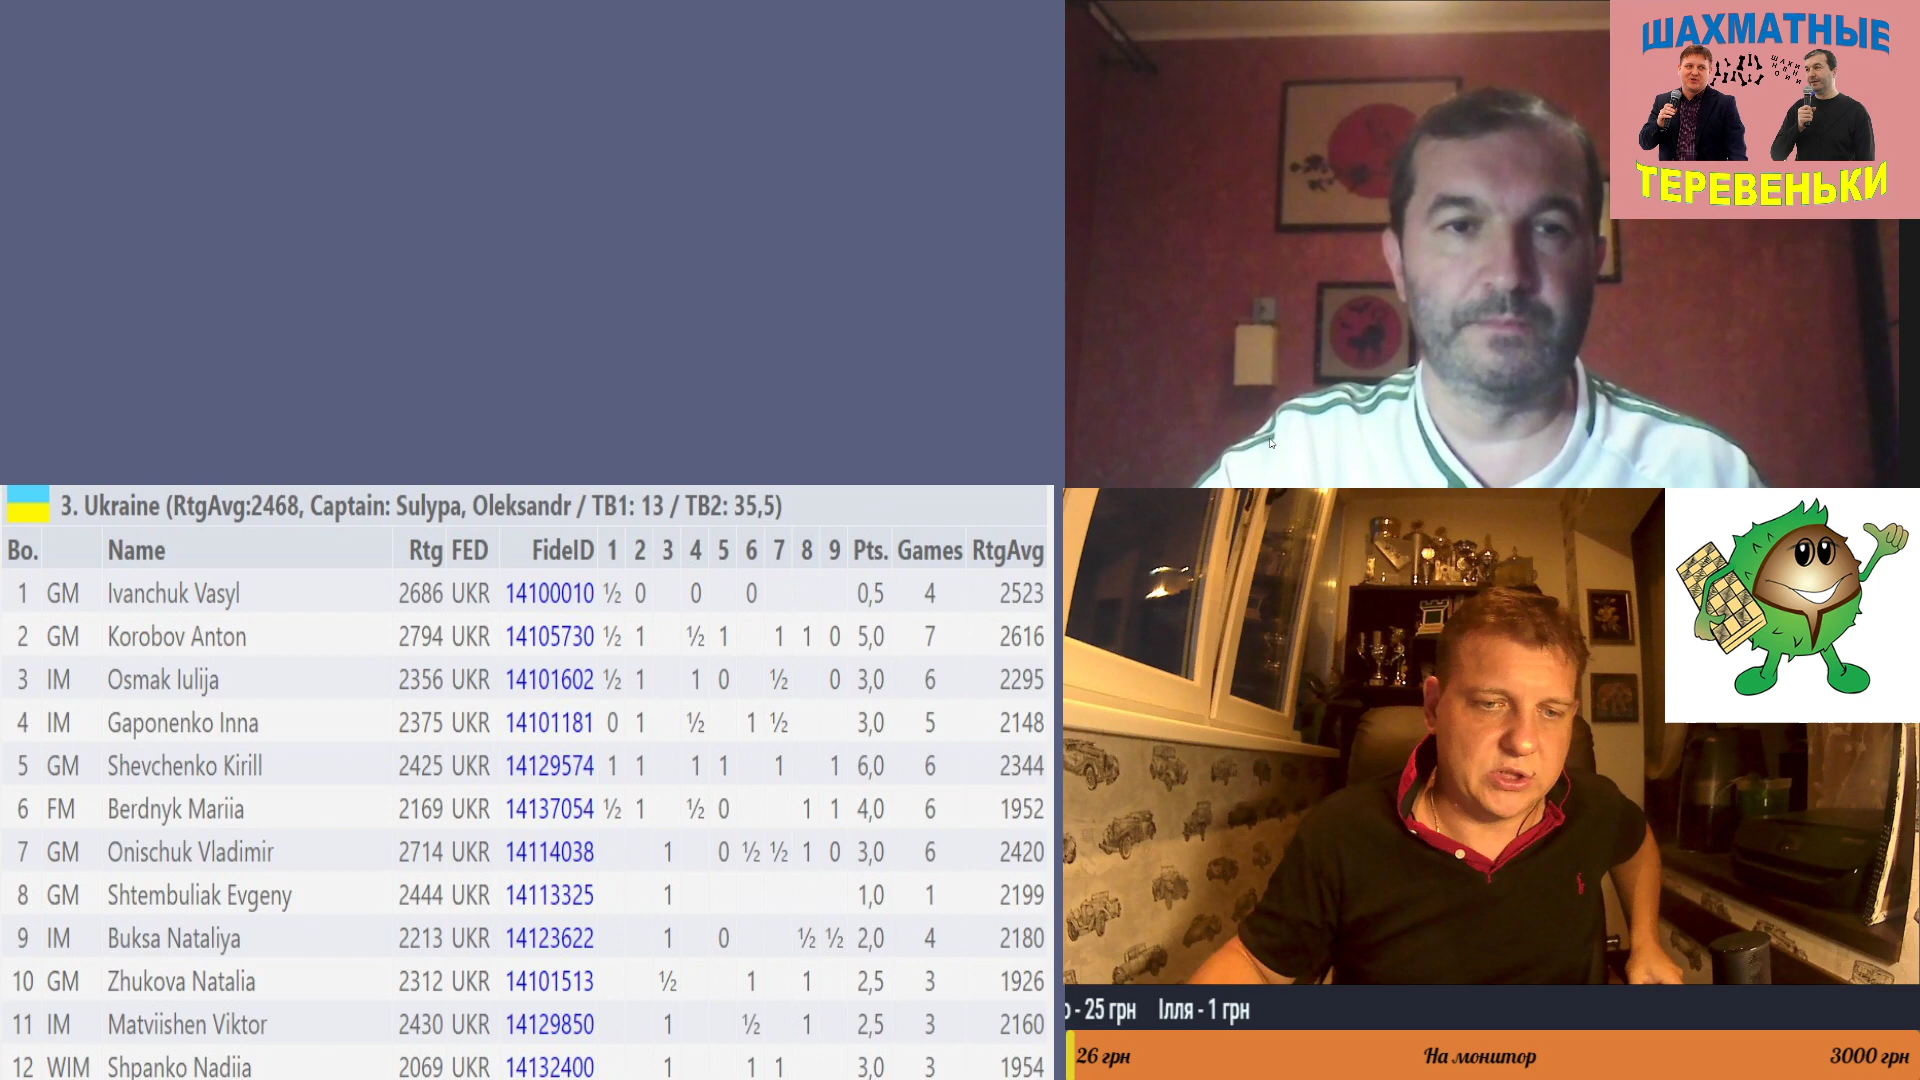 ШАХМАТНЫЕ
ТЕРЕВЕНЬКИ
3. Ukraine (RtgAvg:2468, Captain: Sulypa, Oleksandr / TB1: 13 / TB2: 35,5)
Bo. Name Rtg FED FideID 1 2 3 4 5 6 7 8 9 Pts. Games RtgAvg
1 GM Ivanchuk Vasyl 2686 UKR 14100010 ½ 0 0 0 0,5 4 2523
2 GM Korobov Anton 2794 UKR 14105730 ½ 1 ½ 1 1 1 0 5,0 7 2616
3 IM Osmak Iulija 2356 UKR 14101602 ½ 1 1 0 ½ 0 3,0 6 2295
4 IM Gaponenko Inna 2375 UKR 14101181 0 1 ½ 1 ½ 3,0 5 2148
5 GM Shevchenko Kirill 2425 UKR 14129574 1 1 1 1 1 1 6,0 6 2344
6 FM Berdnyk Mariia 2169 UKR 14137054 ½ 1 ½ 0 1 1 4,0 6 1952
7 GM Onischuk Vladimir 2714 UKR 14114038 1 0 ½ ½ 1 0 3,0 6 2420
8 GM Shtembuliak Evgeny 2444 UKR 14113325 1 1,0 1 2199
9 IM Buksa Nataliya 2213 UKR 14123622 1 0 ½ ½ 2,0 4 2180
10 GM Zhukova Natalia 2312 UKR 14101513 ½ 1 1 2,5 3 1926
11 IM Matviishen Viktor 2430 UKR 14129850 1 ½ 1 2,5 3 2160
12 WIM Shpanko Nadiia 2069 UKR 14132400 1 1 1 3,0 3 1954
- 25 грн Ілля - 1 грн
26 грн На монитор 3000 грн